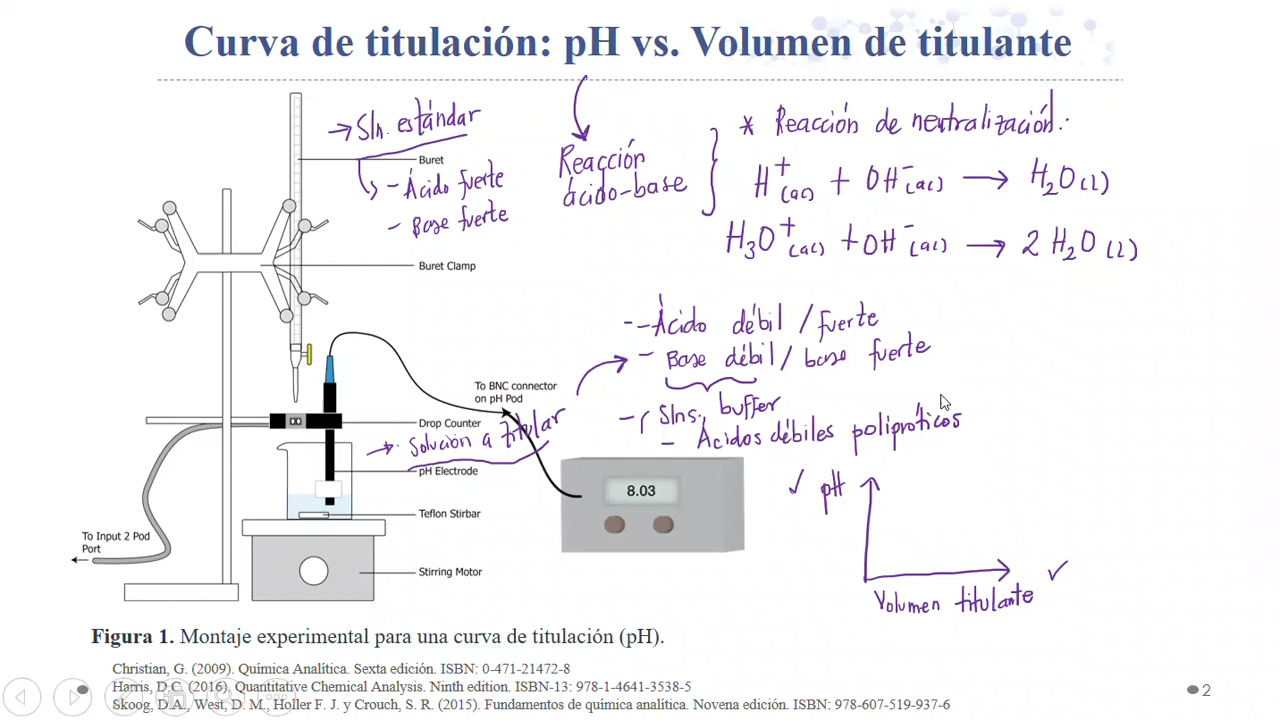 Curva de titulación: pH vs. Volumen de titulante
→ Sln. estándar
Buret
- Ácido fuerte
- Base fuerte
Buret Clamp
Reacción
ácido-base
* Reacción de neutralización.
H⁺(ac) + OH⁻(ac) → H₂O(l)
H₃O⁺(ac) + OH⁻(ac) → 2 H₂O(l)
- Ácido débil / fuerte
- Base débil / base fuerte
- Slns. buffer
- Ácidos débiles polipróticos
To BNC connector
on pH Pod
Drop Counter
→ Solución a titular
pH Electrode
8.03
Teflon Stirbar
To Input 2 Pod
Port
Stirring Motor
✓ pH
Volumen titulante ✓
Figura 1. Montaje experimental para una curva de titulación (pH).
Christian, G. (2009). Química Analítica. Sexta edición. ISBN: 0-471-21472-8
Harris, D.C. (2016). Quantitative Chemical Analysis. Ninth edition. ISBN-13: 978-1-4641-3538-5
Skoog, D.A., West, D. M., Holler F. J. y Crouch, S. R. (2015). Fundamentos de química analítica. Novena edición. ISBN: 978-607-519-937-6
2